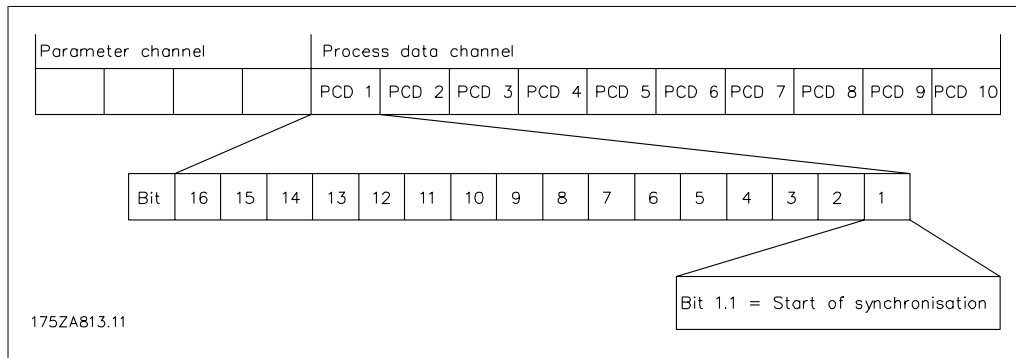 Parameter channel Process data channel
PCD 1 PCD 2 PCD 3 PCD 4 PCD 5 PCD 6 PCD 7 PCD 8 PCD 9 PCD 10
Bit 16 15 14 13 12 11 10 9 8 7 6 5 4 3 2 1
Bit 1.1 = Start of synchronisation
175ZA813.11